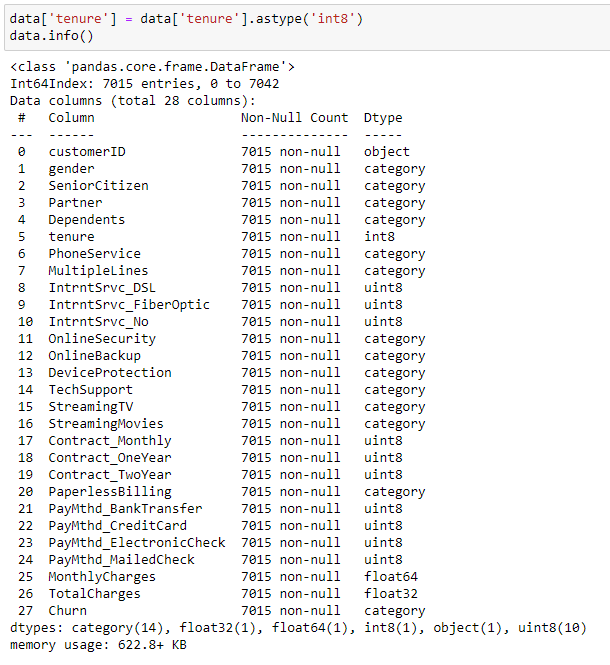 data['tenure'] = data['tenure'].astype('int8')
data.info()
<class 'pandas.core.frame.DataFrame'>
Int64Index: 7015 entries, 0 to 7042
Data columns (total 28 columns):
 #   Column                 Non-Null Count  Dtype
---  ------                 --------------  -----
 0   customerID             7015 non-null   object
 1   gender                 7015 non-null   category
 2   SeniorCitizen          7015 non-null   category
 3   Partner                7015 non-null   category
 4   Dependents             7015 non-null   category
 5   tenure                 7015 non-null   int8
 6   PhoneService           7015 non-null   category
 7   MultipleLines          7015 non-null   category
 8   IntrntSrvc_DSL         7015 non-null   uint8
 9   IntrntSrvc_FiberOptic  7015 non-null   uint8
 10  IntrntSrvc_No          7015 non-null   uint8
 11  OnlineSecurity         7015 non-null   category
 12  OnlineBackup           7015 non-null   category
 13  DeviceProtection       7015 non-null   category
 14  TechSupport            7015 non-null   category
 15  StreamingTV            7015 non-null   category
 16  StreamingMovies        7015 non-null   category
 17  Contract_Monthly       7015 non-null   uint8
 18  Contract_OneYear       7015 non-null   uint8
 19  Contract_TwoYear       7015 non-null   uint8
 20  PaperlessBilling       7015 non-null   category
 21  PayMthd_BankTransfer   7015 non-null   uint8
 22  PayMthd_CreditCard     7015 non-null   uint8
 23  PayMthd_ElectronicCheck  7015 non-null   uint8
 24  PayMthd_MailedCheck    7015 non-null   uint8
 25  MonthlyCharges         7015 non-null   float64
 26  TotalCharges           7015 non-null   float32
 27  Churn                  7015 non-null   category
dtypes: category(14), float32(1), float64(1), int8(1), object(1), uint8(10)
memory usage: 622.8+ KB